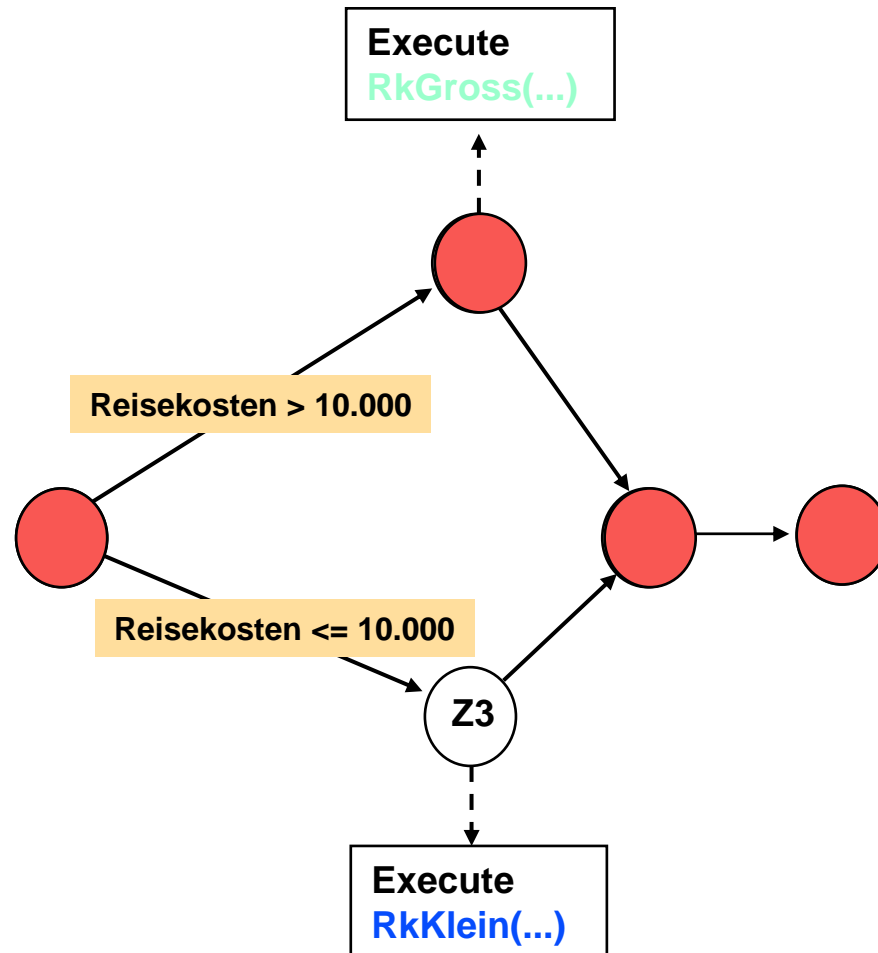 Execute
RkGross(...)
Reisekosten > 10.000
Reisekosten <= 10.000
Z3
Execute
RkKlein(...)